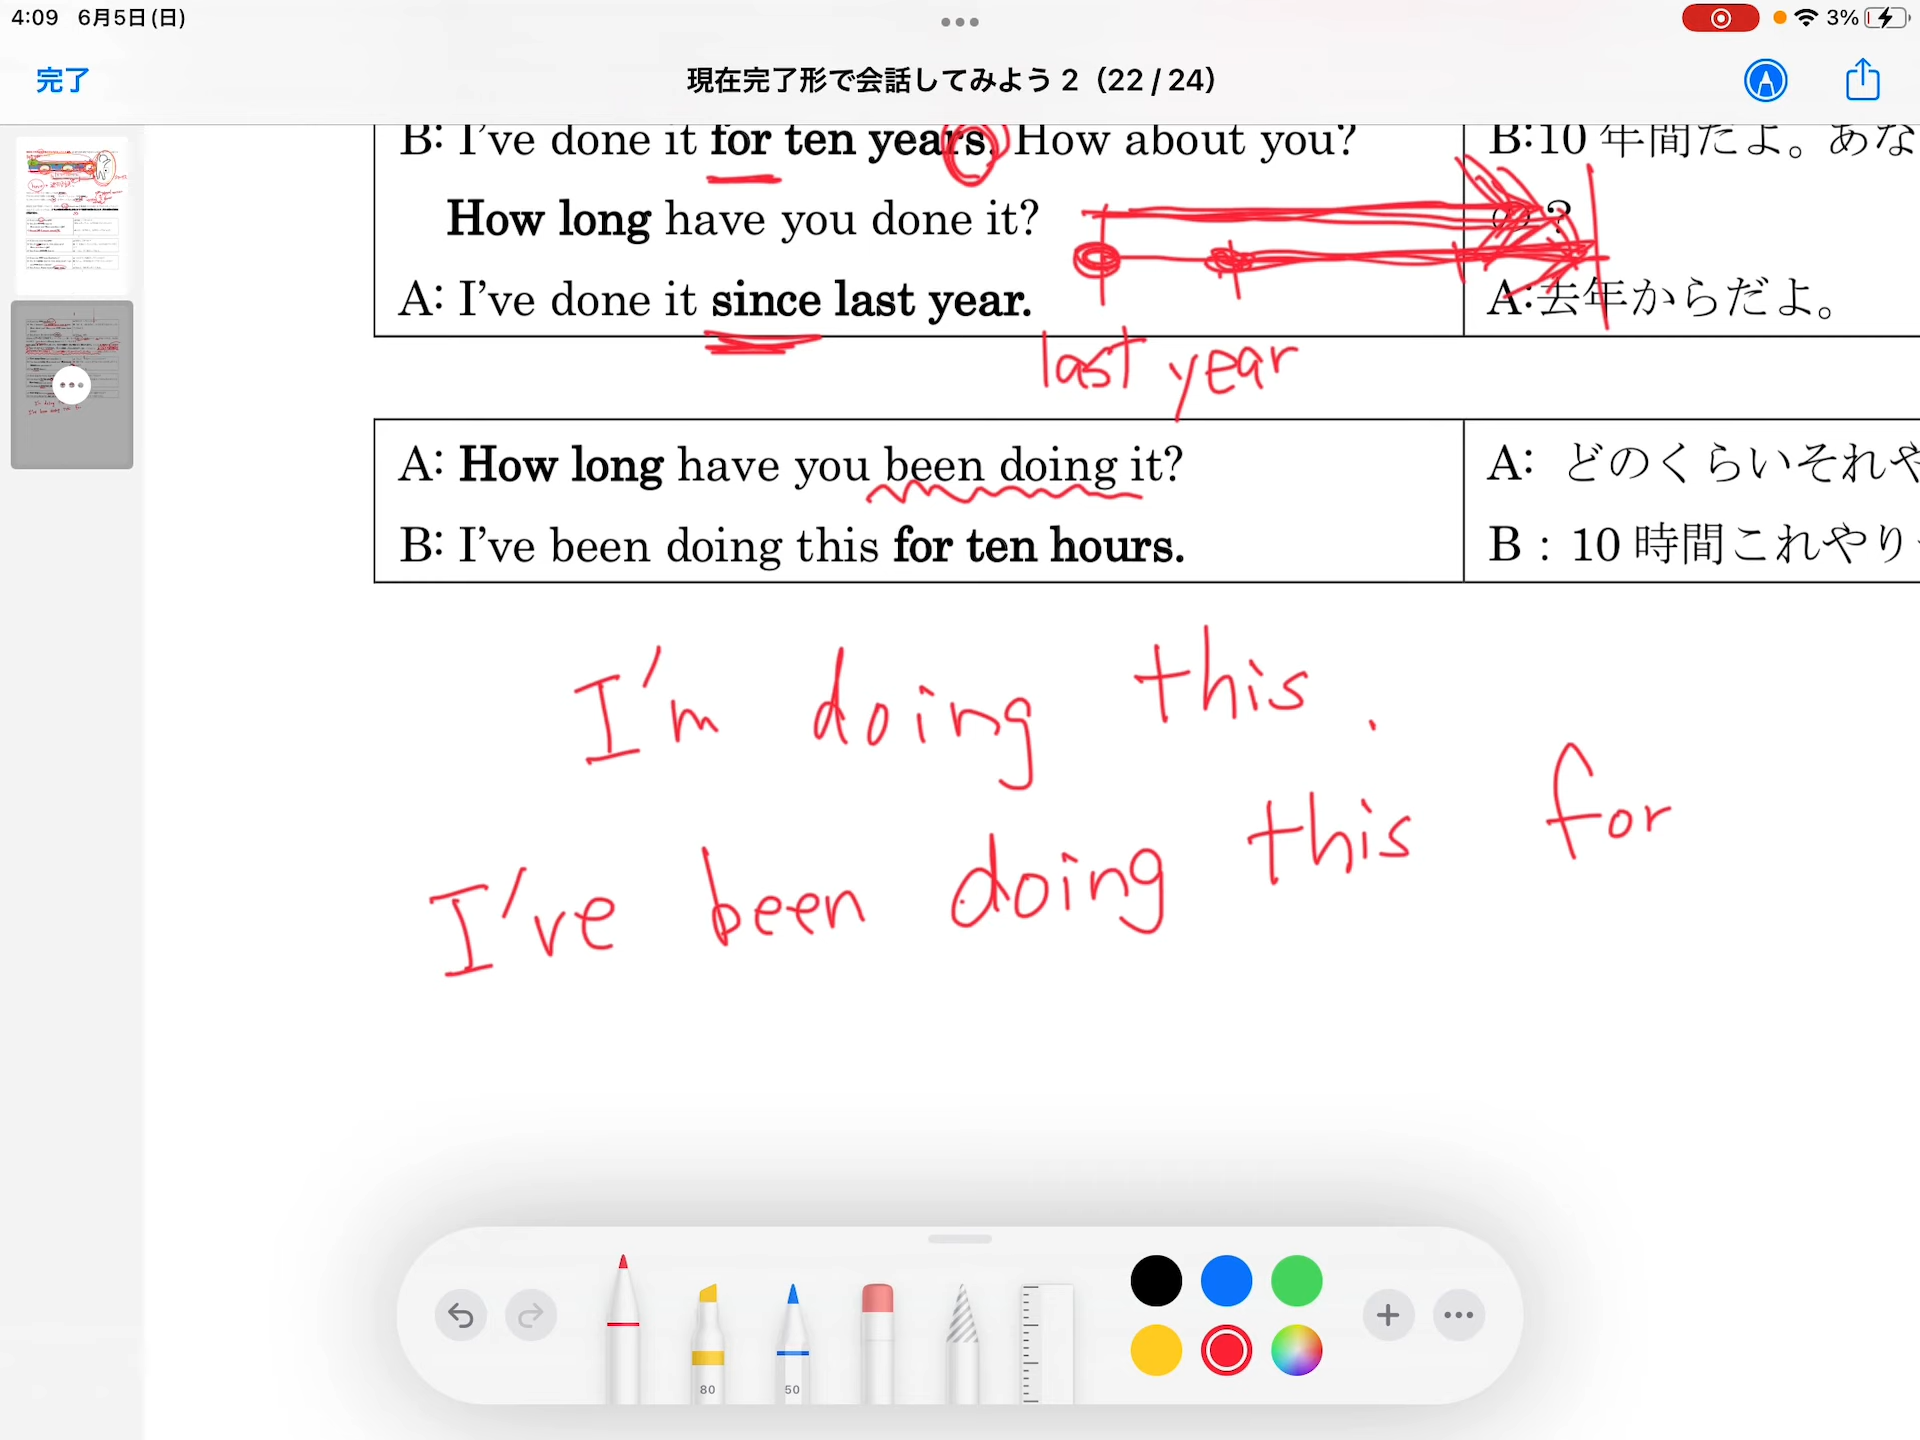 4:09 6月5日(日)
3%
完了
現在完了形で会話してみよう 2（22 / 24）
B: I've done it for ten years. How about you?
B:10 年間だよ。あな
How long have you done it?
？
A: I've done it since last year.
A:去年からだよ。
last year
A: How long have you been doing it?
A: どのくらいそれや
B: I've been doing this for ten hours.
B : 10 時間これやり
I'm doing this.
I've been doing this for
80
50